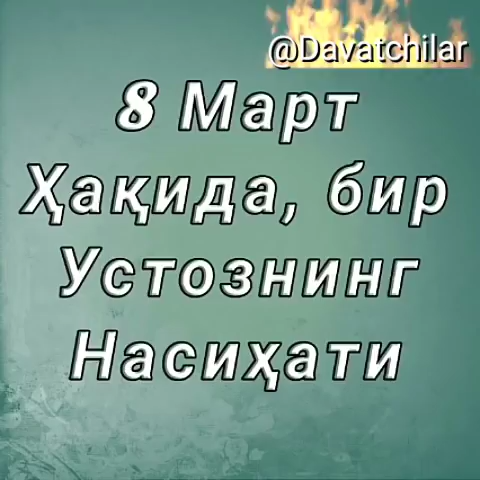 @Davatchilar
8 Март
Ҳақида, бир
Устознинг
Насиҳати